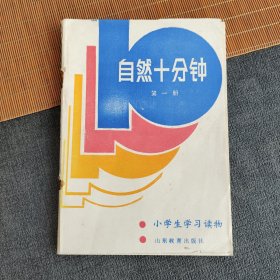 自然十分钟
第一册
小学生学习读物
山东教育出版社